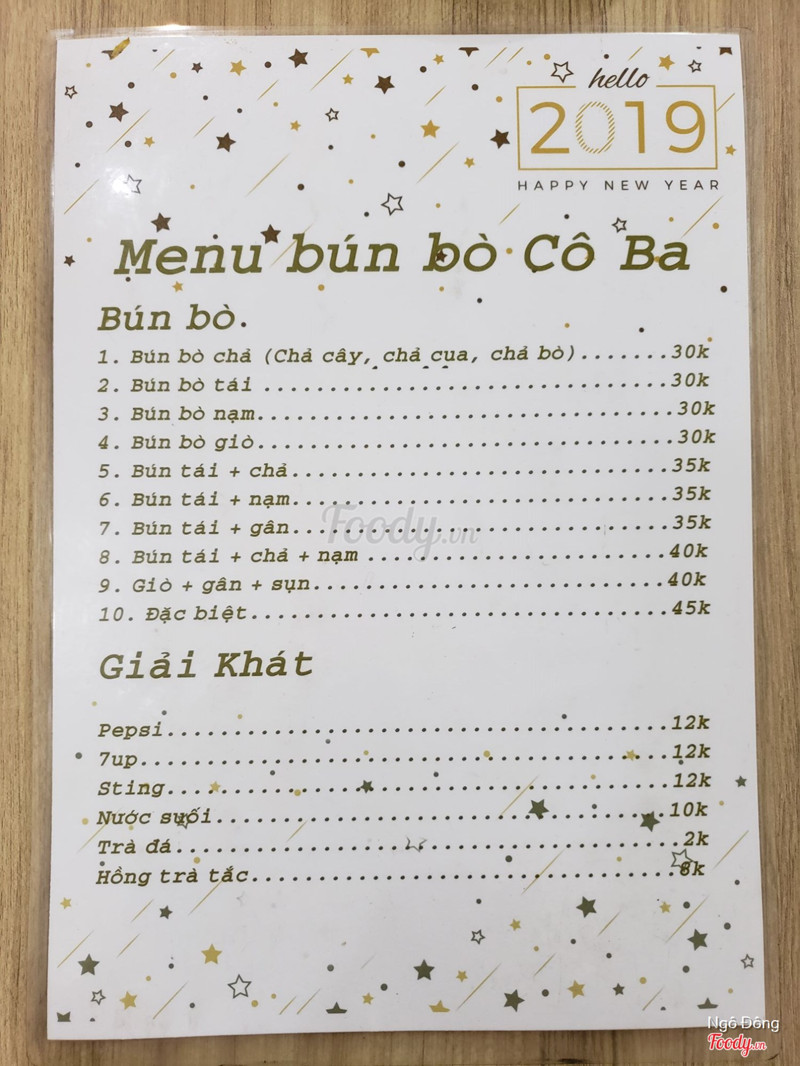 hello
2019
HAPPY NEW YEAR
Menu bún bò Cô Ba
Bún bò.
1. Bún bò chả (Chả cây, chả cua, chả bò).......30k
2. Bún bò tái ...............................30k
3. Bún bò nạm................................30k
4. Bún bò giò................................30k
5. Bún tái + chả.............................35k
6. Bún tái + nạm.............................35k
7. Bún tái + gân.............................35k
8. Bún tái + chả + nạm .......................40k
9. Giò + gân + sụn...........................40k
10. Đặc biệt................................45k
Foody.vn
Giải Khát
Pepsi......................................12k
7up........................................12k
Sting......................................12k
Nước suối..................................10k
Trà đá......................................2k
Hồng trà tắc................................8k
Ngô Đồng
Foody.vn